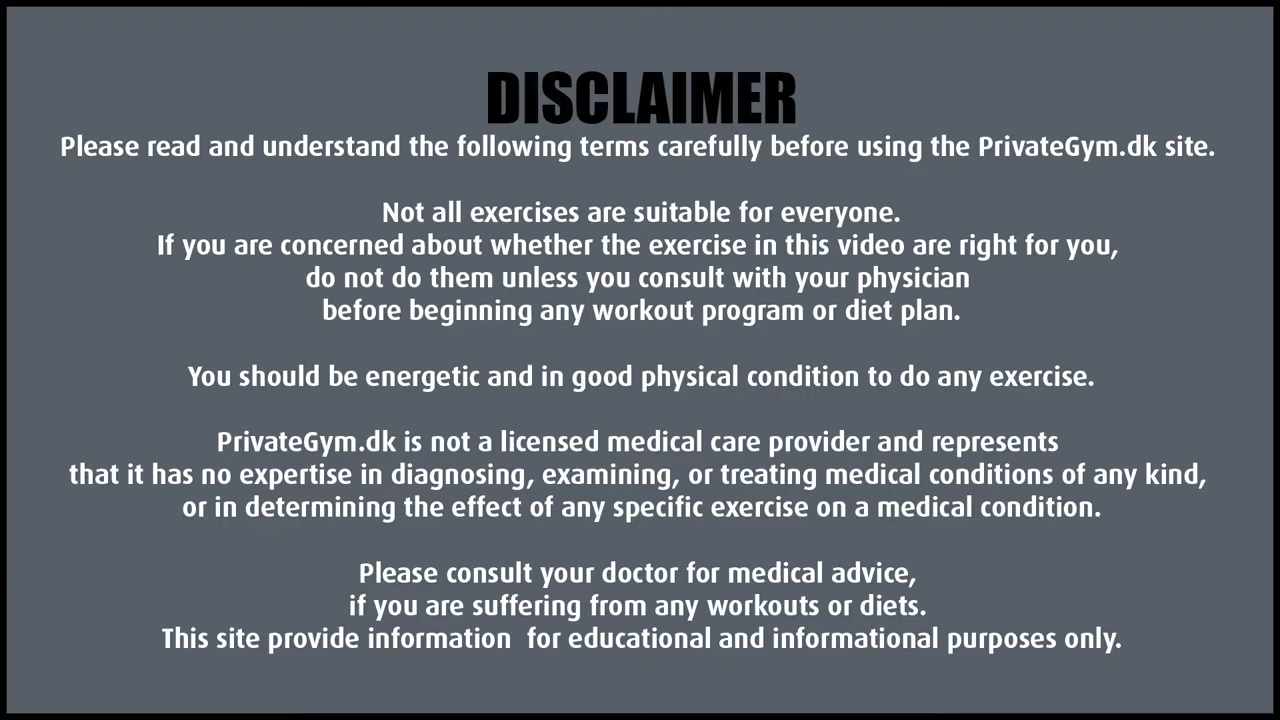 DISCLAIMER
Please read and understand the following terms carefully before using the PrivateGym.dk site.
Not all exercises are suitable for everyone.
If you are concerned about whether the exercise in this video are right for you,
do not do them unless you consult with your physician
before beginning any workout program or diet plan.
You should be energetic and in good physical condition to do any exercise.
PrivateGym.dk is not a licensed medical care provider and represents
that it has no expertise in diagnosing, examining, or treating medical conditions of any kind,
or in determining the effect of any specific exercise on a medical condition.
Please consult your doctor for medical advice,
if you are suffering from any workouts or diets.
This site provide information  for educational and informational purposes only.